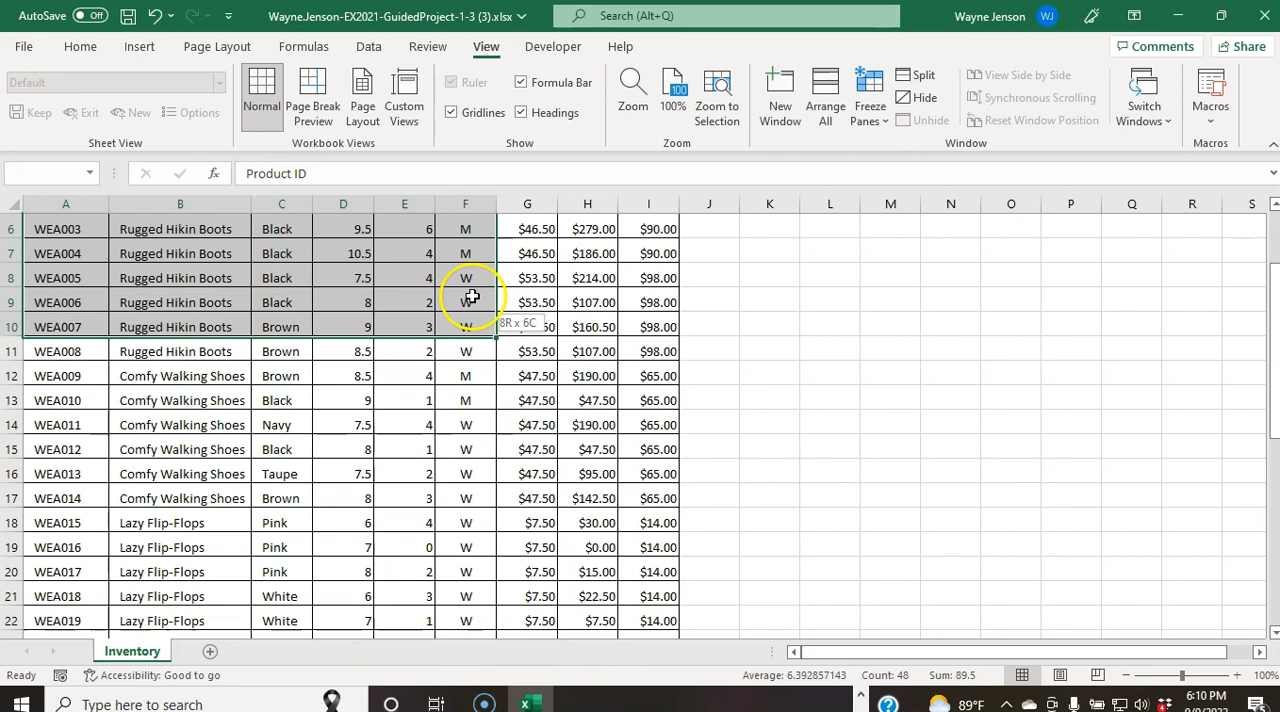 AutoSave Off Wayne.Jenson-EX2021-GuidedProject-1-3 (3).xlsx Search (Alt+Q) Wayne Jenson WJ
File Home Insert Page Layout Formulas Data Review View Developer Help Comments Share
Default Ruler Formula Bar Split View Side by Side
Keep Exit New Options Normal Page Break Preview Page Layout Custom Views Gridlines Headings Zoom 100 100% Zoom to Selection New Window Arrange All Freeze Panes Hide Unhide Synchronous Scrolling Reset Window Position Switch Windows Macros
Sheet View Workbook Views Show Zoom Window Macros
fx Product ID
A B C D E F G H I J K L M N O P Q R S
6 WEA003 Rugged Hikin Boots Black 9.5 6 M $46.50 $279.00 $90.00
7 WEA004 Rugged Hikin Boots Black 10.5 4 M $46.50 $186.00 $90.00
8 WEA005 Rugged Hikin Boots Black 7.5 4 W $53.50 $214.00 $98.00
9 WEA006 Rugged Hikin Boots Black 8 2 W $53.50 $107.00 $98.00
10 WEA007 Rugged Hikin Boots Brown 9 3 W $160.50 $98.00
8R x 6C
11 WEA008 Rugged Hikin Boots Brown 8.5 2 W $53.50 $107.00 $98.00
12 WEA009 Comfy Walking Shoes Brown 8.5 4 M $47.50 $190.00 $65.00
13 WEA010 Comfy Walking Shoes Black 9 1 M $47.50 $47.50 $65.00
14 WEA011 Comfy Walking Shoes Navy 7.5 4 W $47.50 $190.00 $65.00
15 WEA012 Comfy Walking Shoes Black 8 1 W $47.50 $47.50 $65.00
16 WEA013 Comfy Walking Shoes Taupe 7.5 2 W $47.50 $95.00 $65.00
17 WEA014 Comfy Walking Shoes Brown 8 3 W $47.50 $142.50 $65.00
18 WEA015 Lazy Flip-Flops Pink 6 4 W $7.50 $30.00 $14.00
19 WEA016 Lazy Flip-Flops Pink 7 0 W $7.50 $0.00 $14.00
20 WEA017 Lazy Flip-Flops Pink 8 2 W $7.50 $15.00 $14.00
21 WEA018 Lazy Flip-Flops White 6 3 W $7.50 $22.50 $14.00
22 WEA019 Lazy Flip-Flops White 7 1 W $7.50 $7.50 $14.00
Inventory
Ready Accessibility: Good to go Average: 6.392857143 Count: 48 Sum: 89.5 100%
Type here to search 89°F 6:10 PM